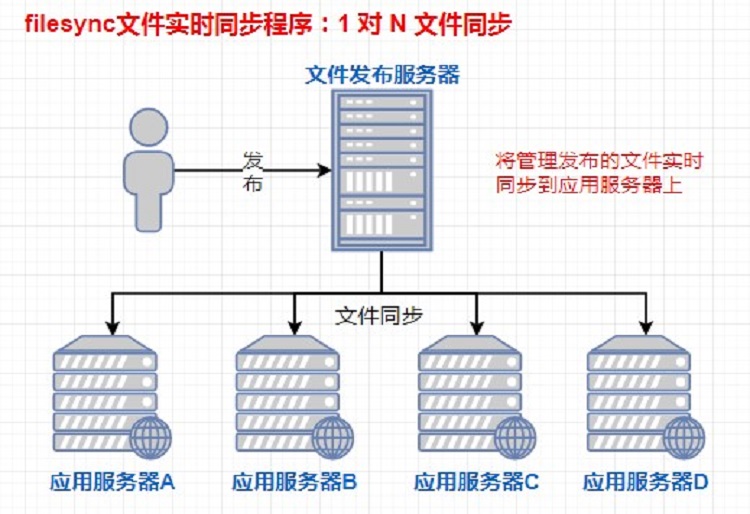 filesync文件实时同步程序：1 对 N 文件同步
文件发布服务器
发
布
将管理发布的文件实时
同步到应用服务器上
文件同步
应用服务器A
应用服务器B
应用服务器C
应用服务器D